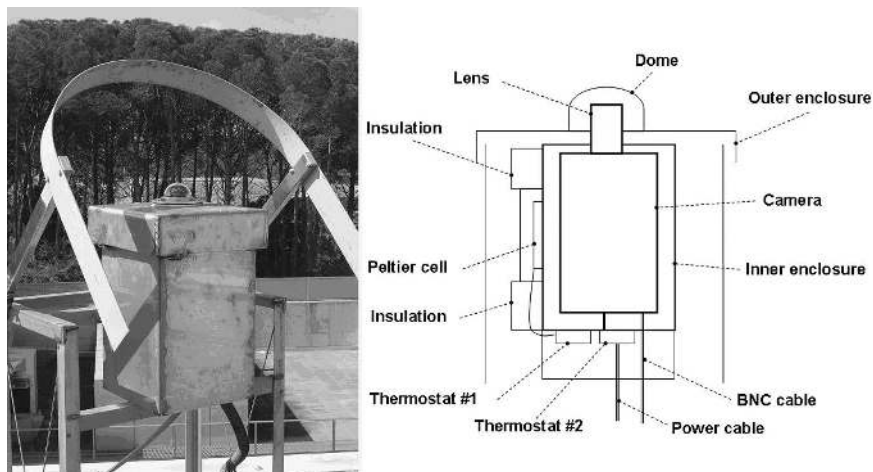 Dome
Lens
Outer enclosure
Insulation
Camera
Peltier cell
Inner enclosure
Insulation
Thermostat #1
BNC cable
Thermostat #2
Power cable